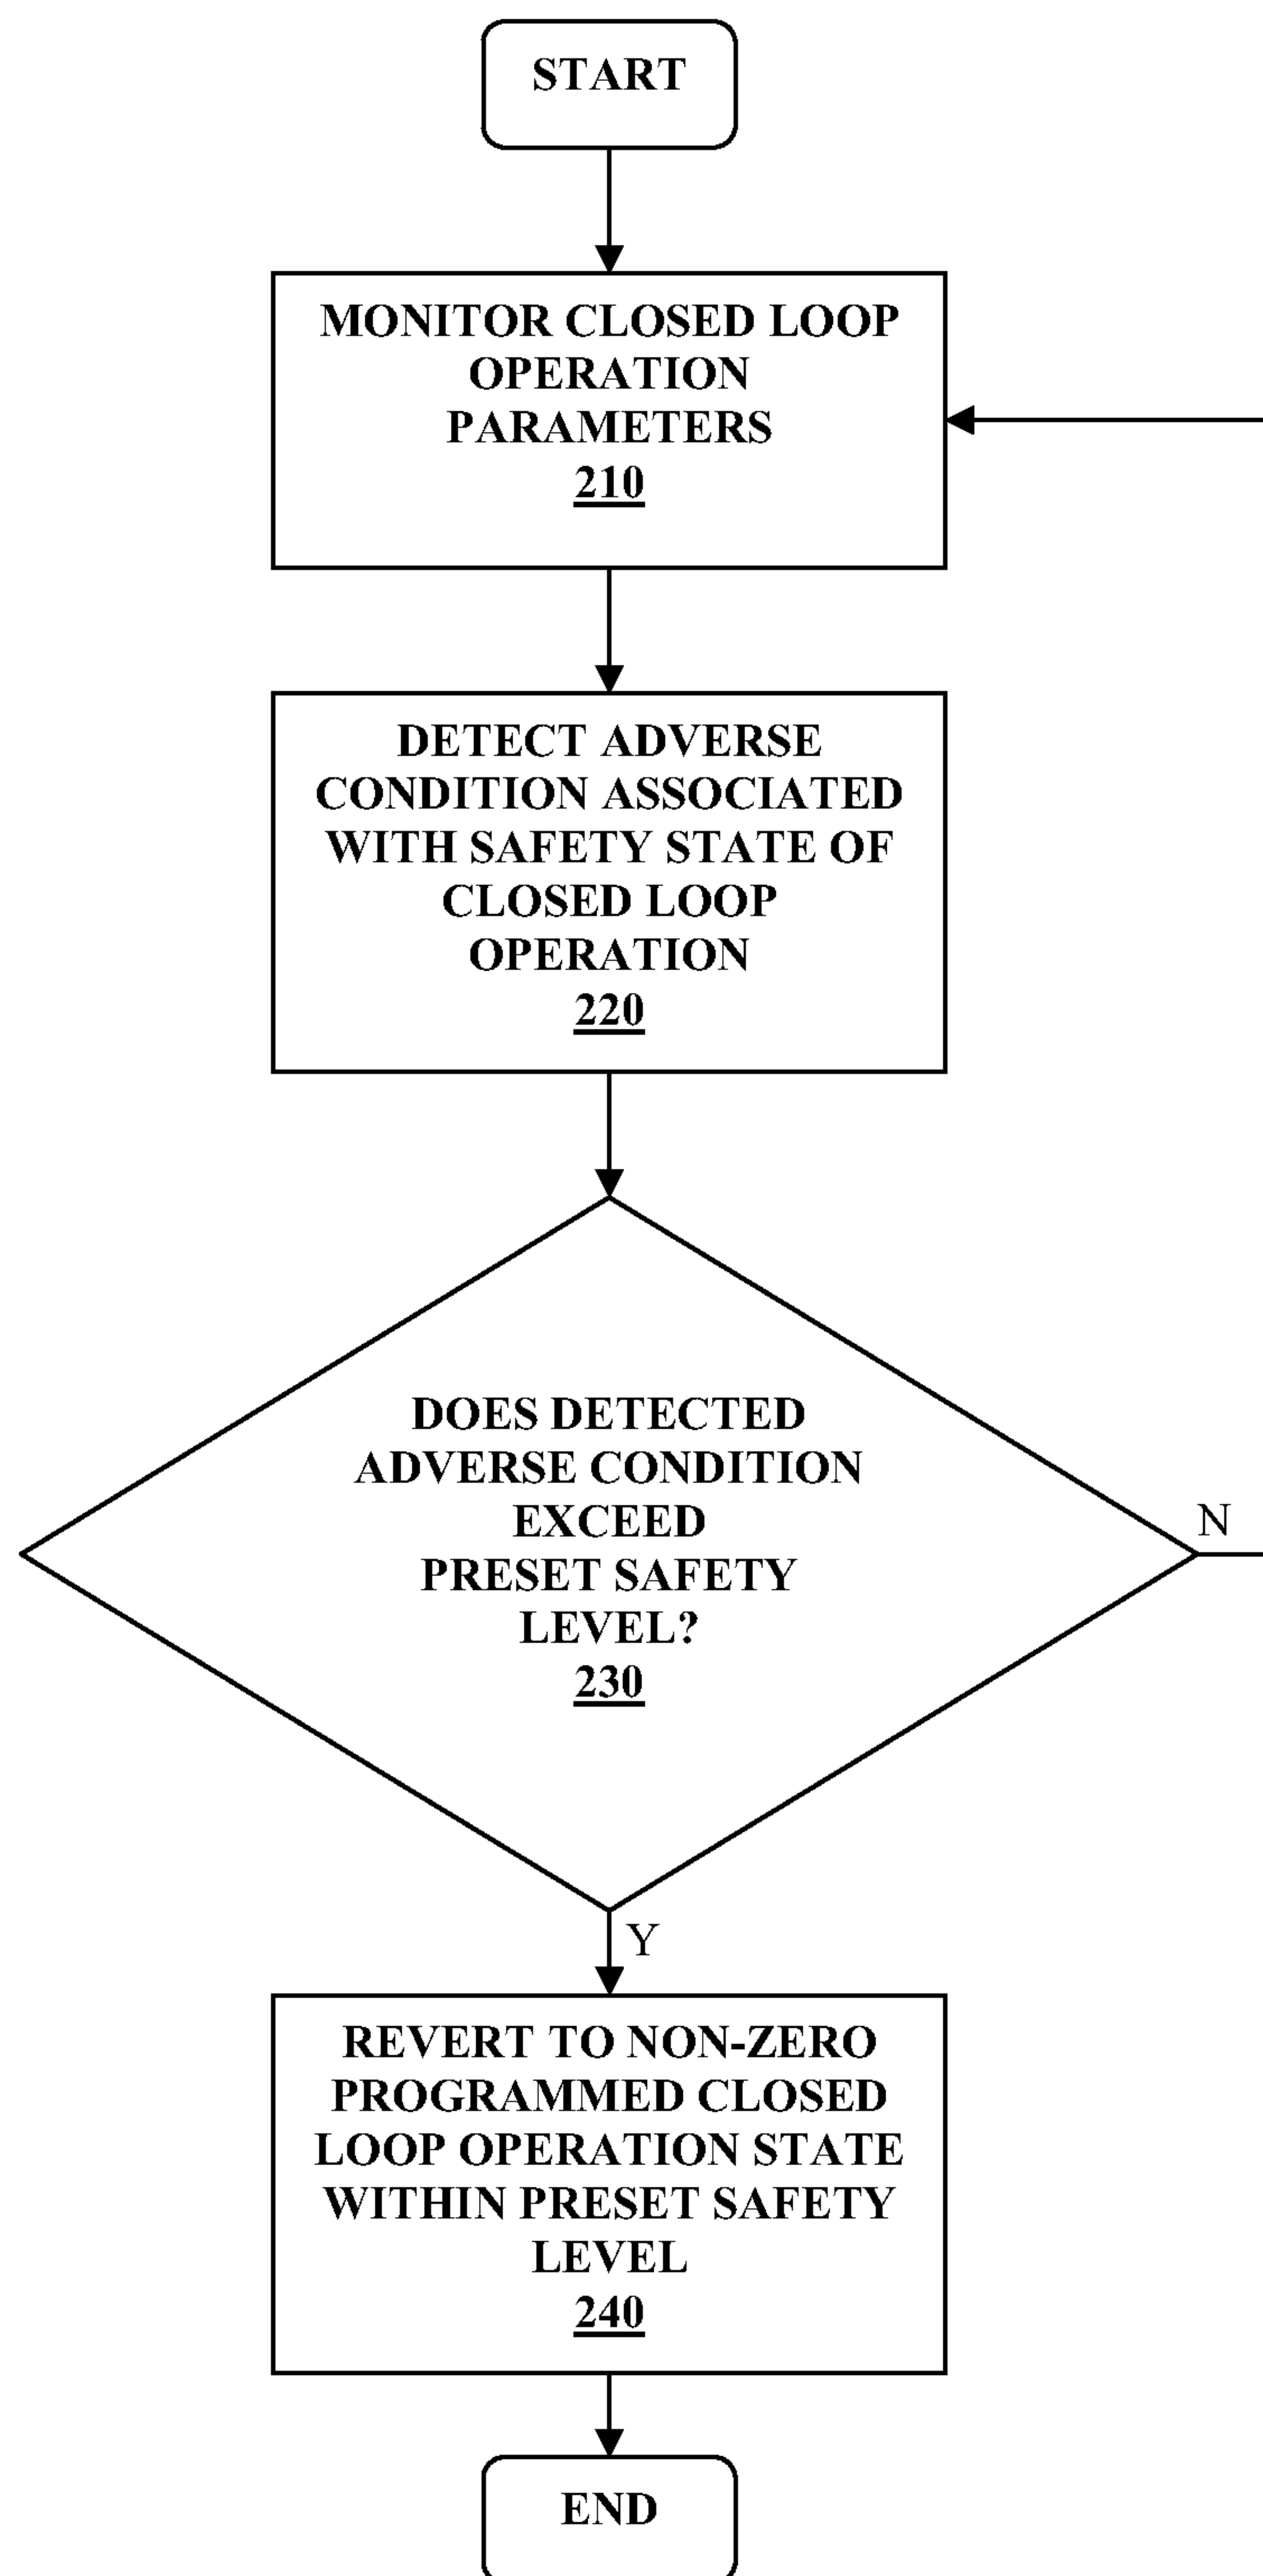 START
MONITOR CLOSED LOOP
OPERATION
PARAMETERS
210
DETECT ADVERSE
CONDITION ASSOCIATED
WITH SAFETY STATE OF
CLOSED LOOP
OPERATION
220
DOES DETECTED
ADVERSE CONDITION
EXCEED
PRESET SAFETY
LEVEL?
230
N
Y
REVERT TO NON-ZERO
PROGRAMMED CLOSED
LOOP OPERATION STATE
WITHIN PRESET SAFETY
LEVEL
240
END